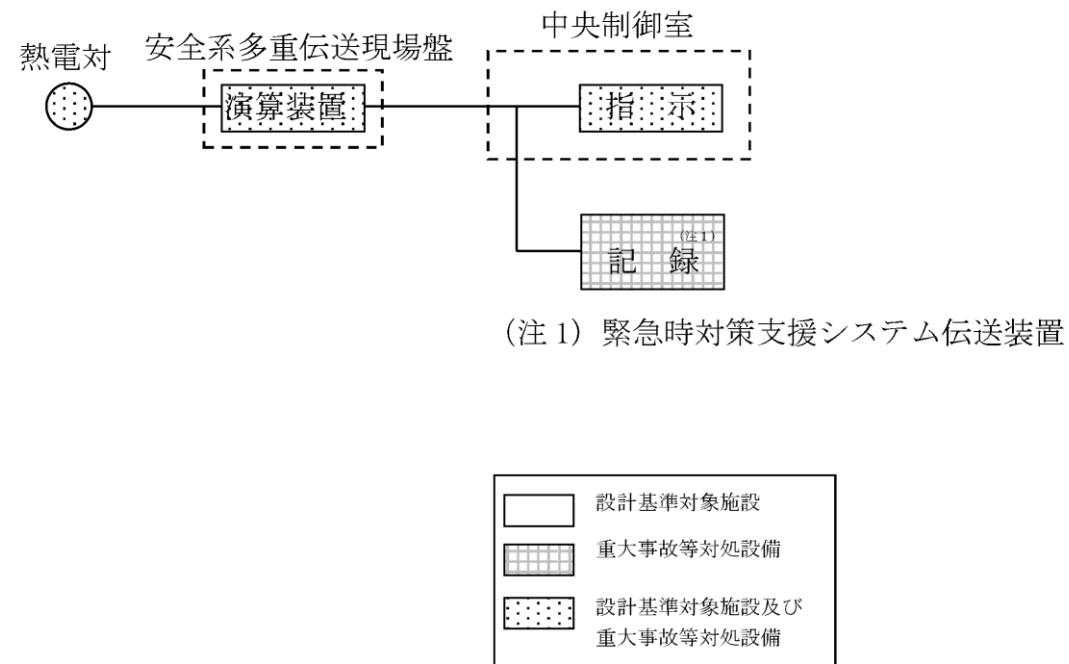 熱電対
安全系多重伝送現場盤
中央制御室
演算装置
指　示
(注1)
記　録
(注 1) 緊急時対策支援システム伝送装置
設計基準対象施設
重大事故等対処設備
設計基準対象施設及び
重大事故等対処設備